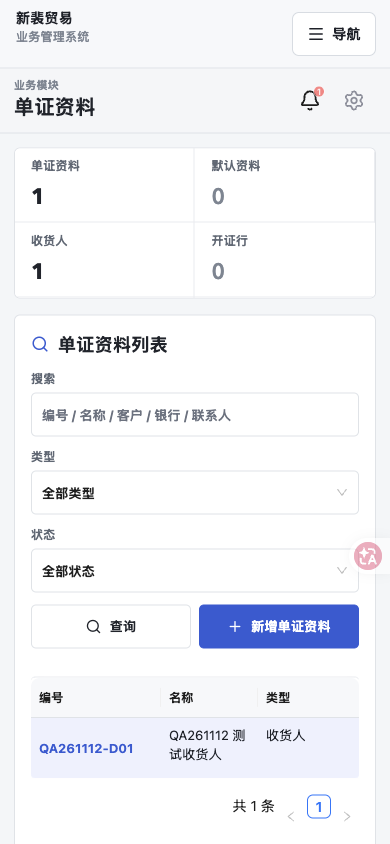 新裴贸易
业务管理系统
导航
业务模块
单证资料
1
单证资料
默认资料
1
0
收货人
开证行
1
0
单证资料列表
搜索
编号 / 名称 / 客户 / 银行 / 联系人
类型
全部类型
状态
全部状态
查询
新增单证资料
编号 名称 类型
QA261112-D01
QA261112 测
试收货人
收货人
共 1 条
1